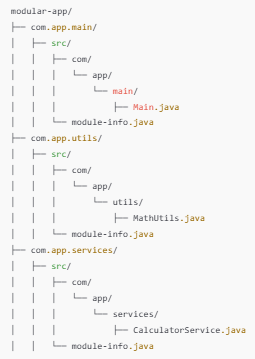 modular-app/
├── com.app.main/
│   ├── src/
│   │   ├── com/
│   │   │   └── app/
│   │   │       └── main/
│   │   │           ├── Main.java
│   │   └── module-info.java
├── com.app.utils/
│   ├── src/
│   │   ├── com/
│   │   │   └── app/
│   │   │       └── utils/
│   │   │           ├── MathUtils.java
│   │   └── module-info.java
├── com.app.services/
│   ├── src/
│   │   ├── com/
│   │   │   └── app/
│   │   │       └── services/
│   │   │           ├── CalculatorService.java
│   │   └── module-info.java